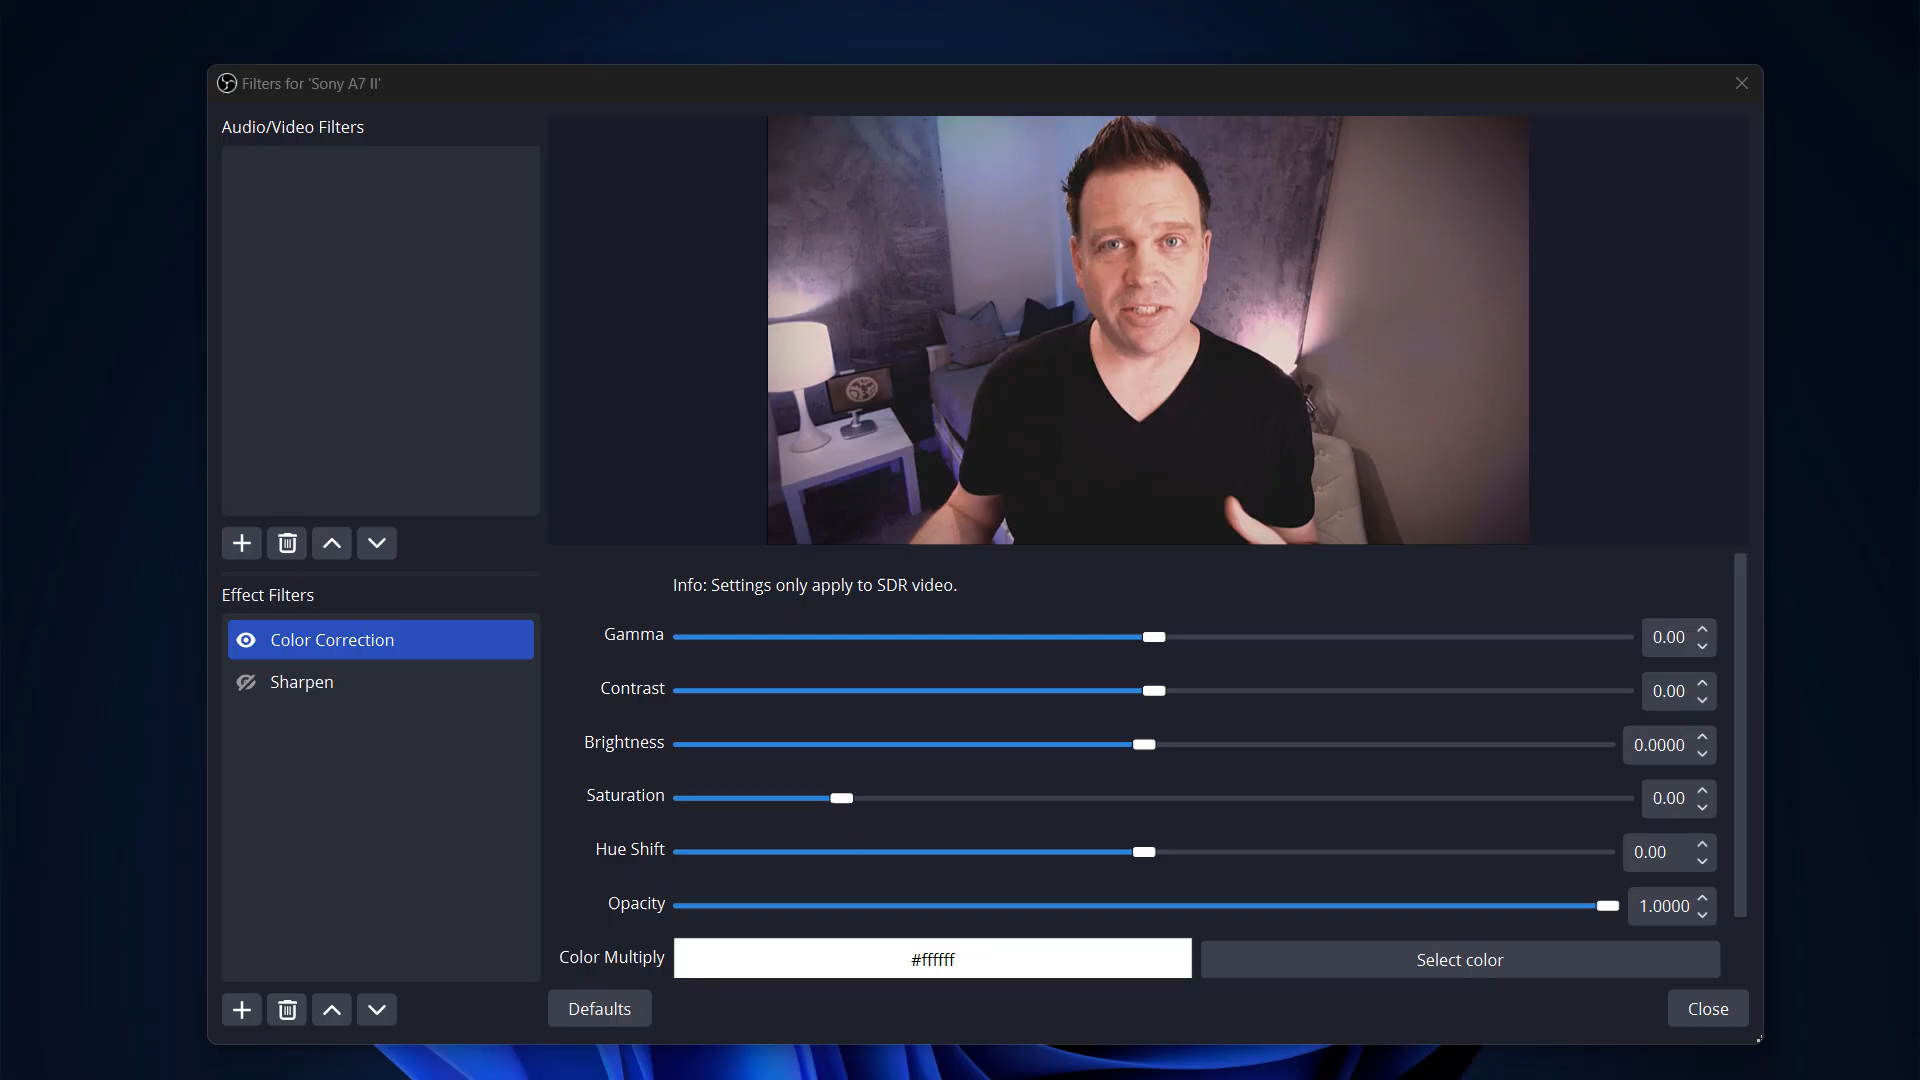 Filters for 'Sony A7 II'
Audio/Video Filters
Effect Filters
Color Correction
Sharpen
Info: Settings only apply to SDR video.
Gamma 0.00
Contrast 0.00
Brightness 0.0000
Saturation 0.00
Hue Shift 0.00
Opacity 1.0000
Color Multiply #ffffff Select color
Defaults Close